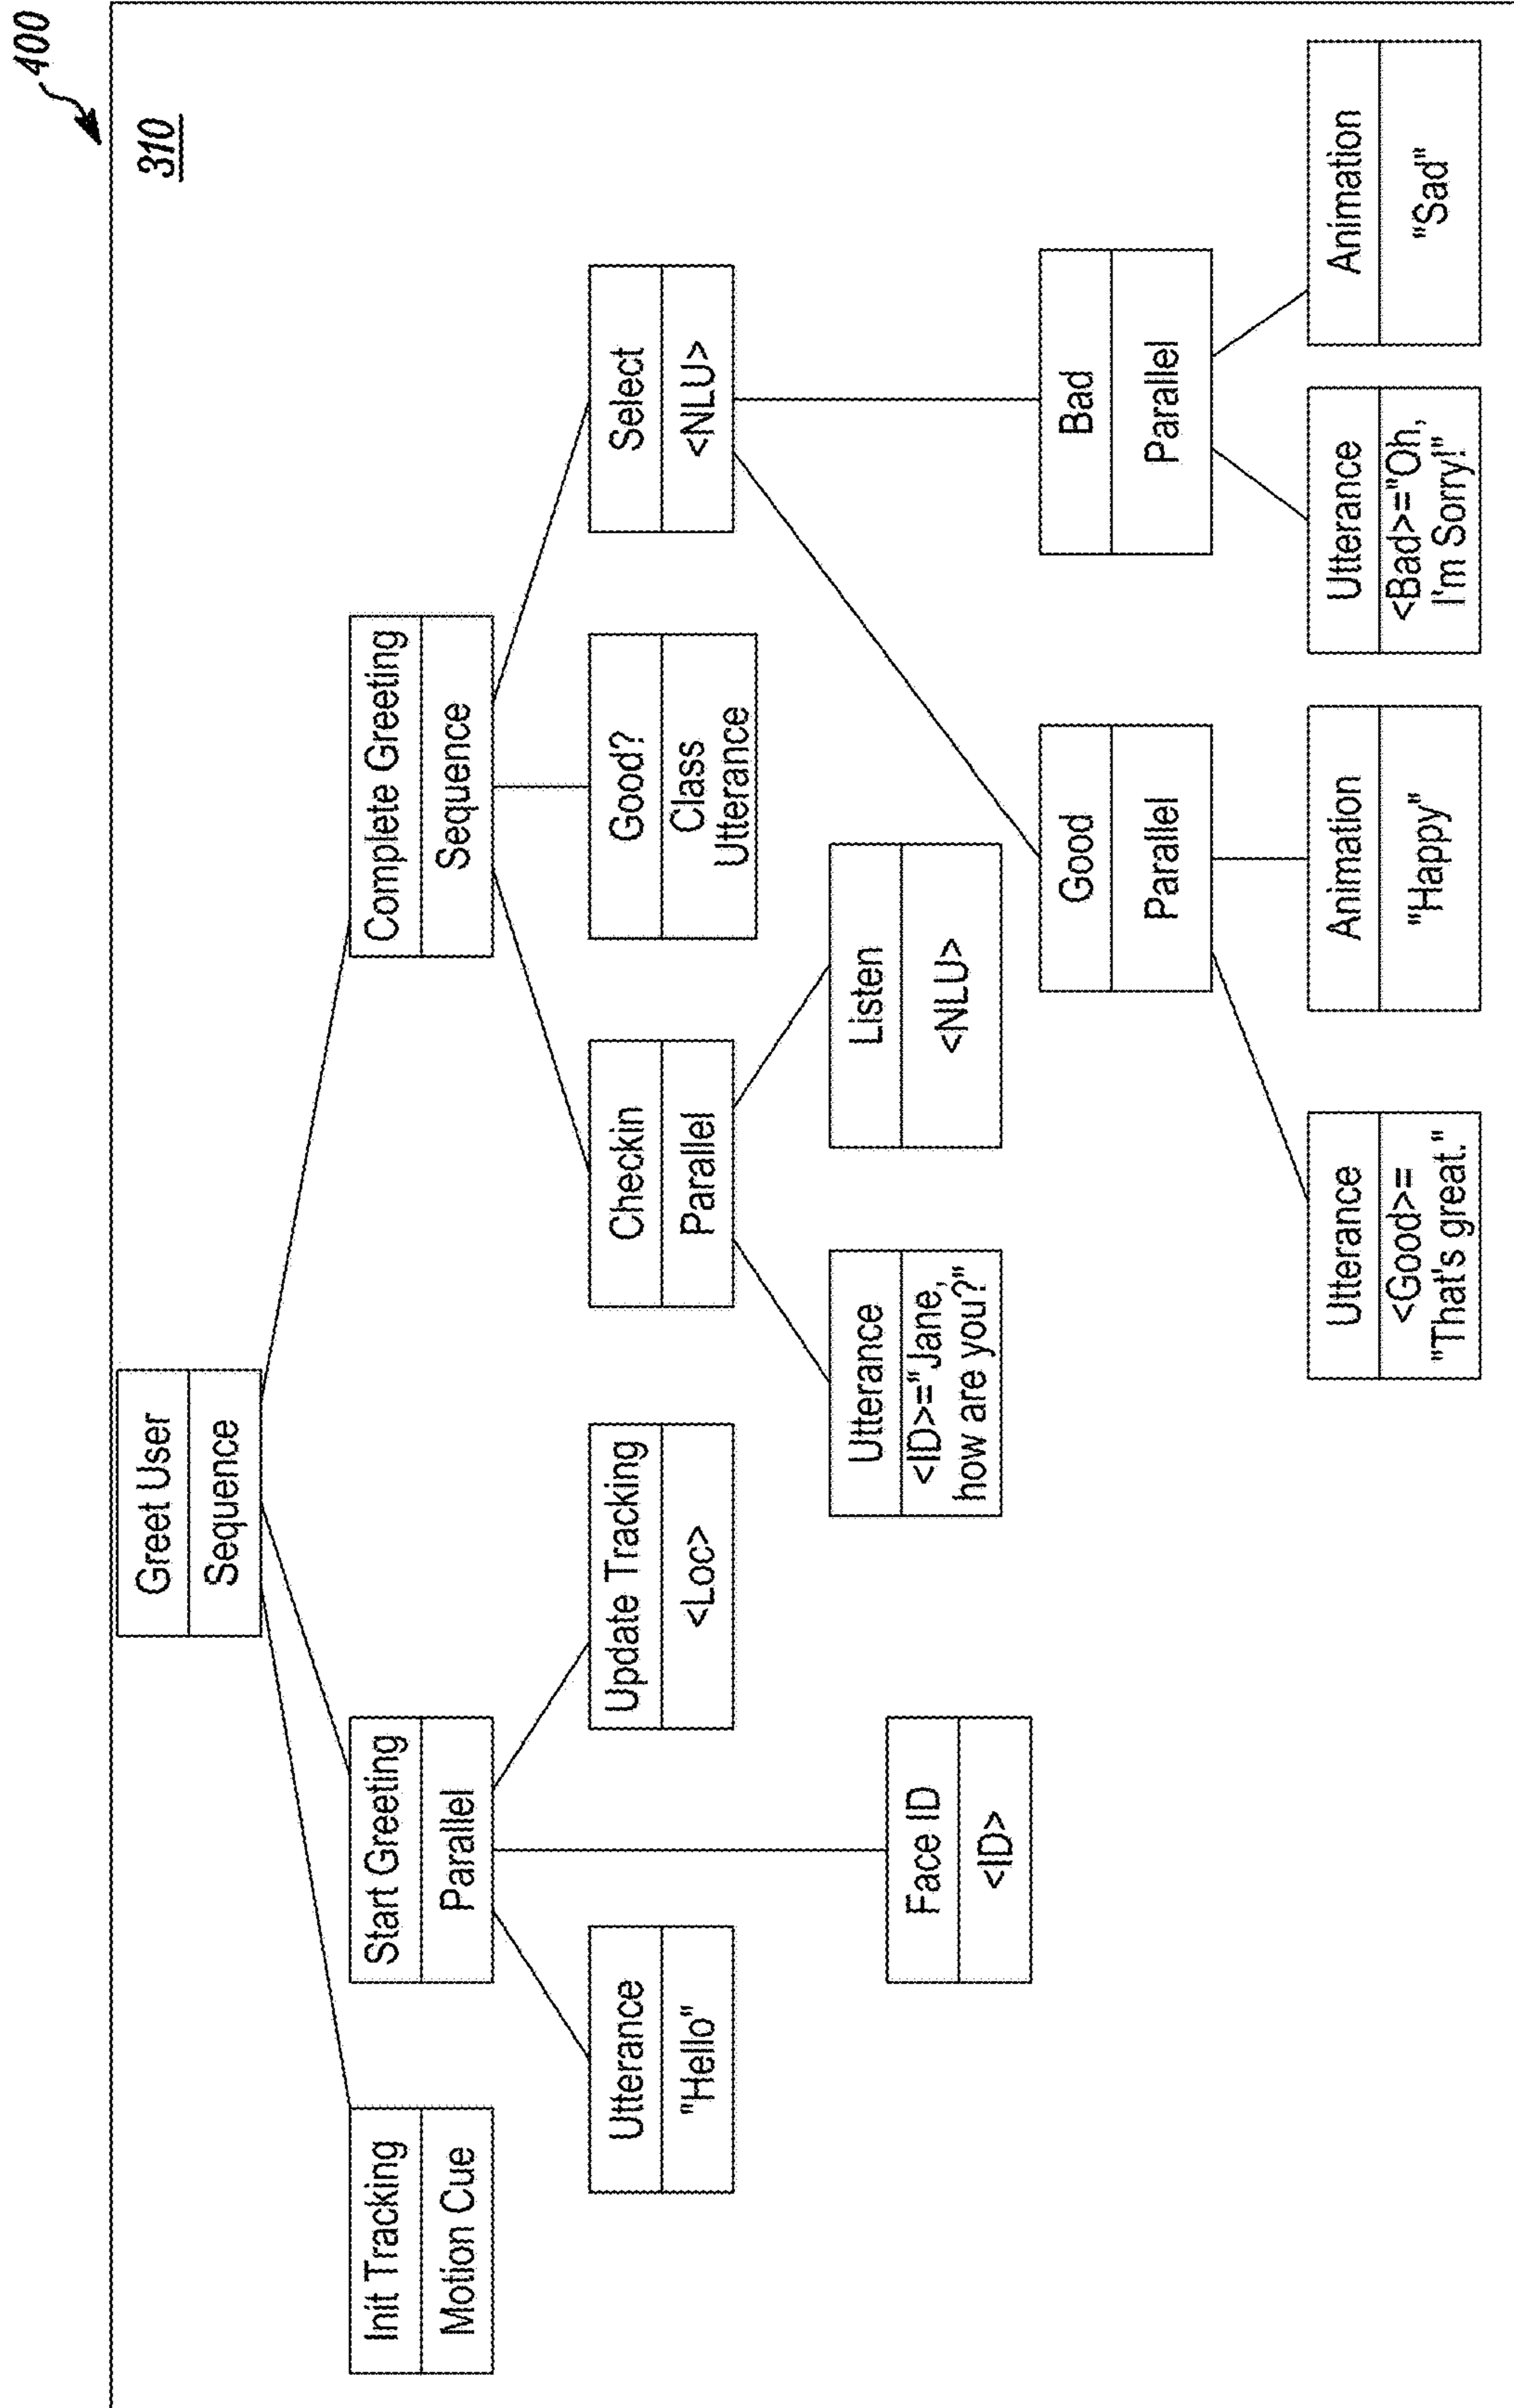 400
310
Greet User
Sequence
Init Tracking
Motion Cue
Start Greeting
Parallel
Complete Greeting
Sequence
Utterance
"Hello"
Update Tracking
<Loc>
Checkin
Parallel
Good?
Class
Utterance
Select
<NLU>
Face ID
<ID>
Utterance
<ID>="Jane,
how are you?"
Listen
<NLU>
Good
Parallel
Bad
Parallel
Utterance
<Good>=
"That's great."
Animation
"Happy"
Utterance
<Bad>="Oh,
I'm Sorry!"
Animation
"Sad"